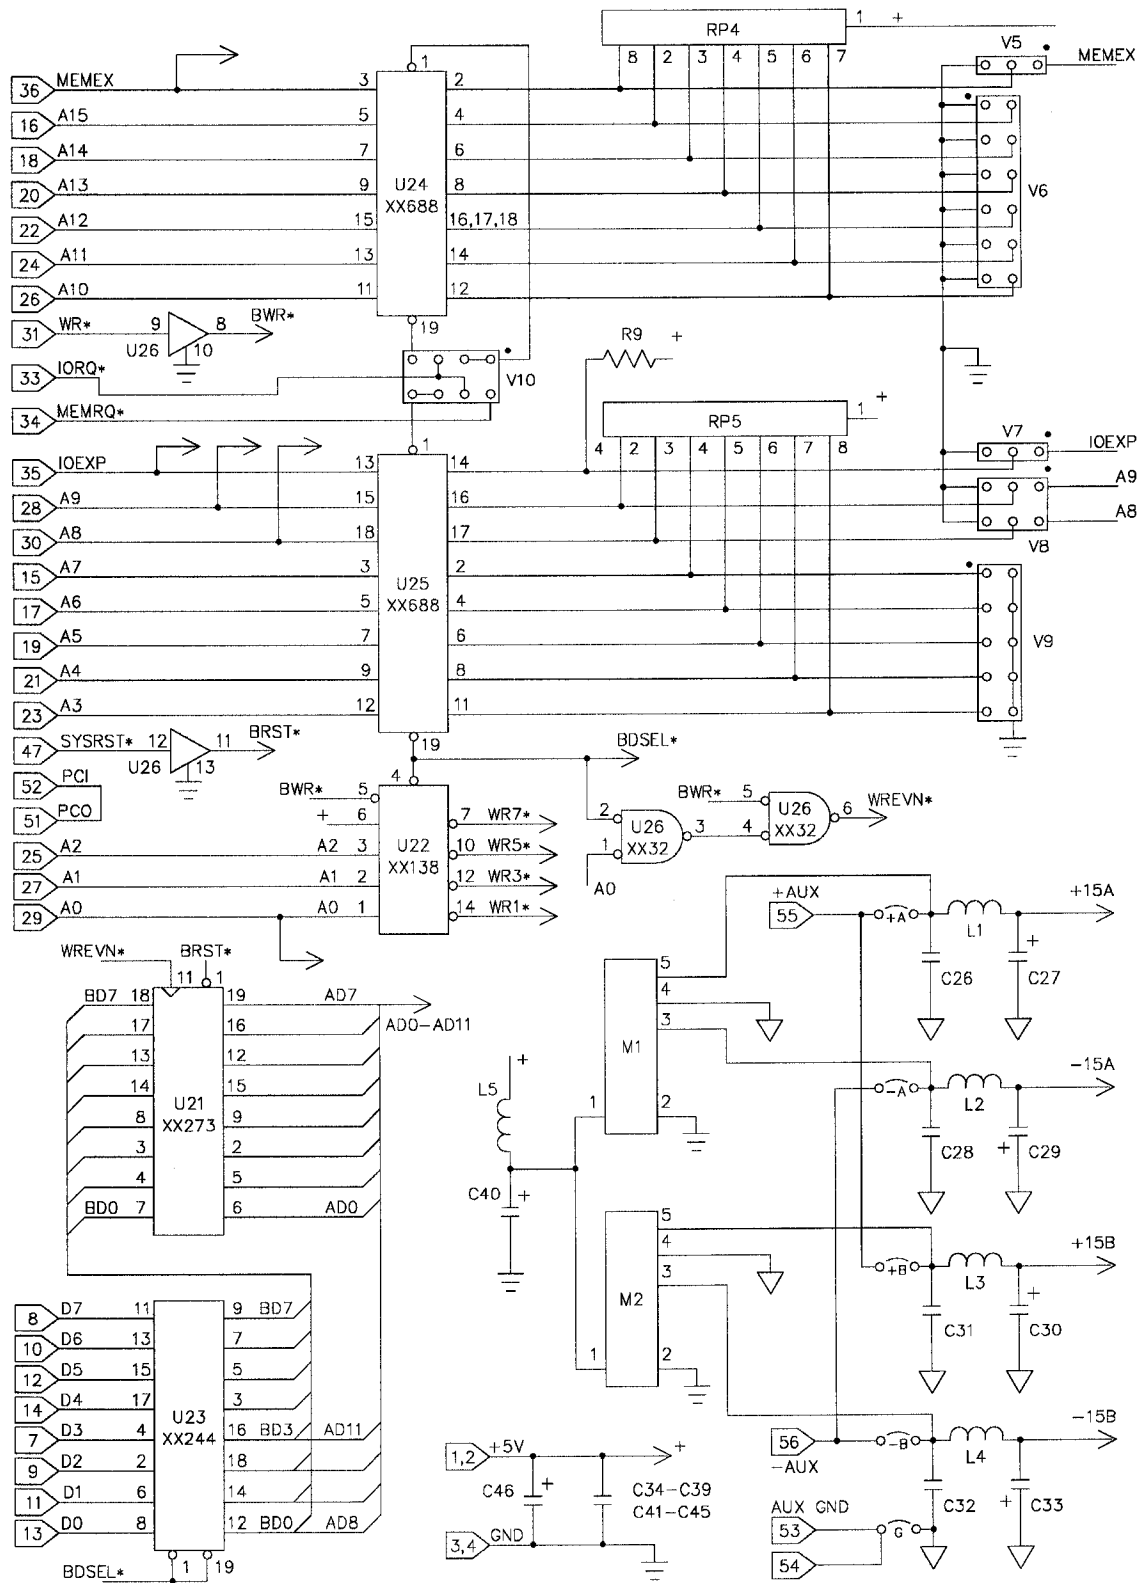 RP4 1 +
8 2 3 4 5 6 7
V5
MEMEX
36 MEMEX 3 1 2
16 A15 5 4
18 A14 7 6
20 A13 9 U24 8 V6
XX688
22 A12 15 16,17,18
24 A11 13 14
26 A10 11 12
31 WR* 9 8 BWR* 19
U26 10
R9 +
33 IORQ* V10
34 MEMRQ*
RP5 1 +
4 2 3 4 5 6 7 8
V7
IOEXP
35 IOEXP 13 1 14
28 A9 15 16 A9
30 A8 18 17 A8
V8
15 A7 3 U25 2
XX688
17 A6 5 4
19 A5 7 6 V9
21 A4 9 8
23 A3 12 11
47 SYSRST* 12 11 BRST* 19
U26 13
BDSEL*
52 PCI
51 PCO
BWR* 5 4
+ 6 7 WR7*
U22
XX138
25 A2 A2 3 10 WR5*
27 A1 A1 2 12 WR3*
29 A0 A0 1 14 WR1*
2 U26 3
XX32
1
A0
BWR* 5 U26 6 WREVN*
4 XX32
WREVN* BRST*
11 1
BD7 18 19 AD7
AD0-AD11
17 16
13 12
14 15
U21
XX273
8 9
3 2
4 5
BD0 7 6 AD0
+AUX
55 +A L1 +15A
C26 + C27
5
4
3
M1
1 2
-A L2 -15A
C28 + C29
+
L5
C40 +
5
4
3
M2
1 2
+B L3 +15B
C31 + C30
8 D7 11 9 BD7
10 D6 13 7
12 D5 15 5
14 D4 17 3
U23
XX244
7 D3 4 16 BD3 AD11
9 D2 2 18
11 D1 6 14
13 D0 8 12 BD0 AD8
1 19
BDSEL*
1,2 +5V +
C46 + C34-C39
C41-C45
3,4 GND
56 -B L4 -15B
-AUX
C32 + C33
AUX GND
53 G
54